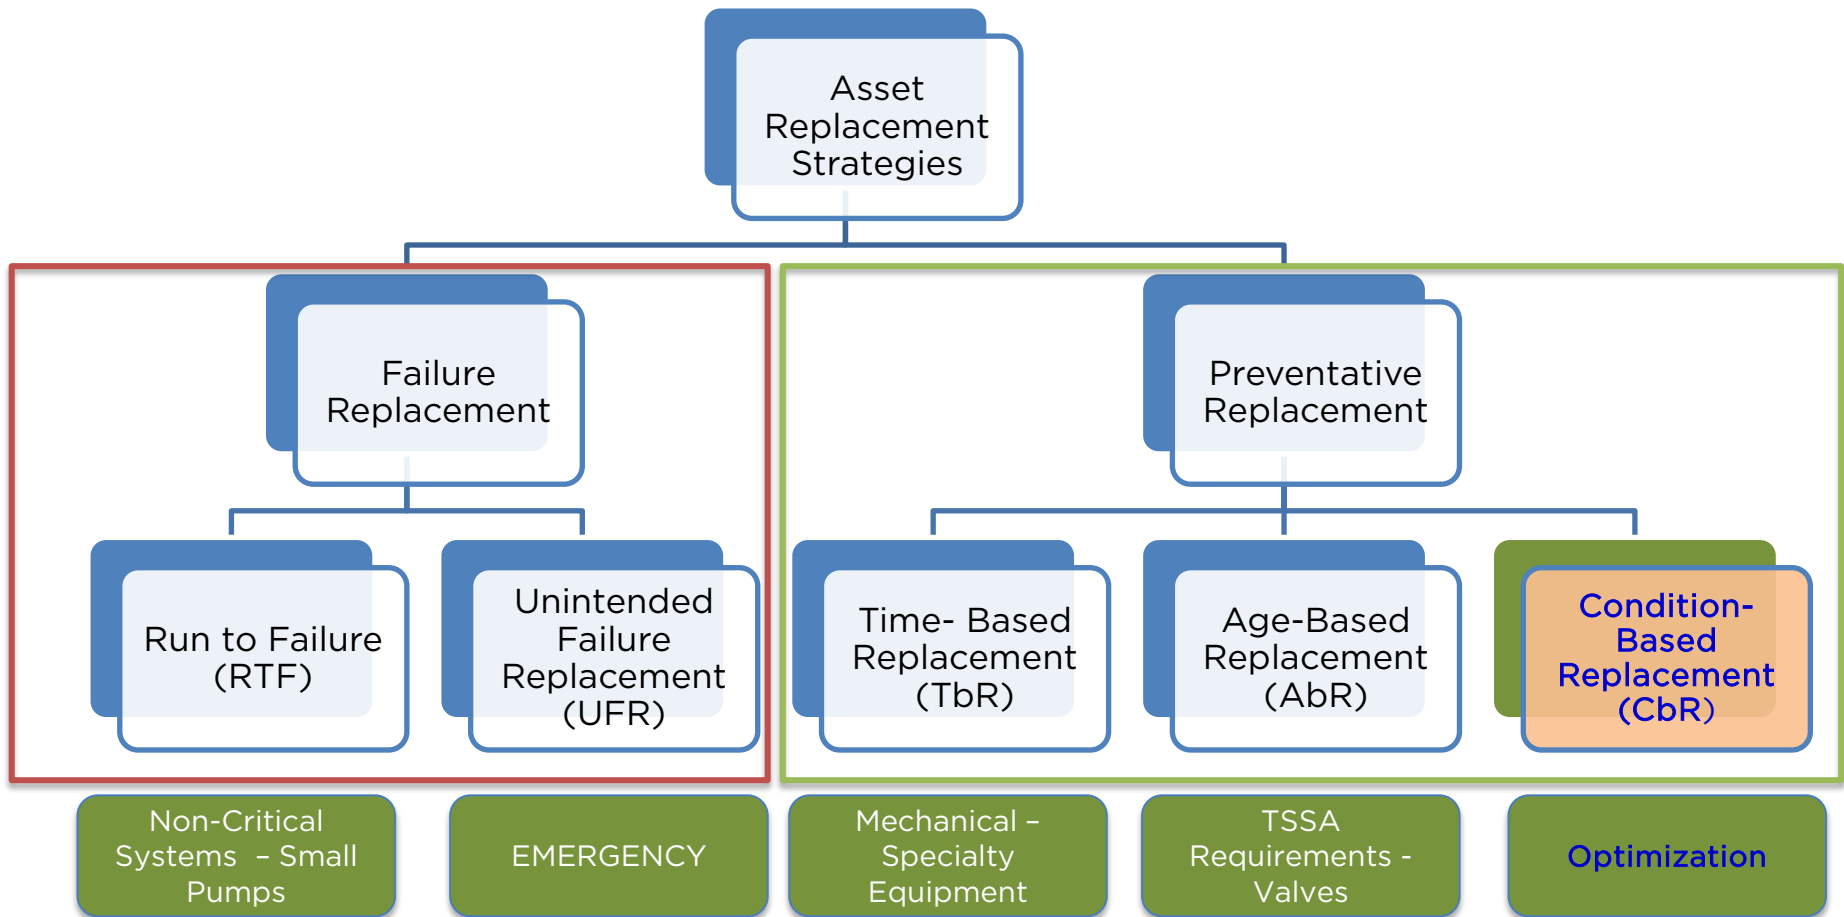 Asset
Replacement
Strategies
Failure
Replacement
Preventative
Replacement
Run to Failure
(RTF)
Unintended
Failure
Replacement
(UFR)
Time- Based
Replacement
(TbR)
Age-Based
Replacement
(AbR)
Condition-
Based
Replacement
(CbR)
Non-Critical
Systems – Small
Pumps
EMERGENCY
Mechanical –
Specialty
Equipment
TSSA
Requirements -
Valves
Optimization